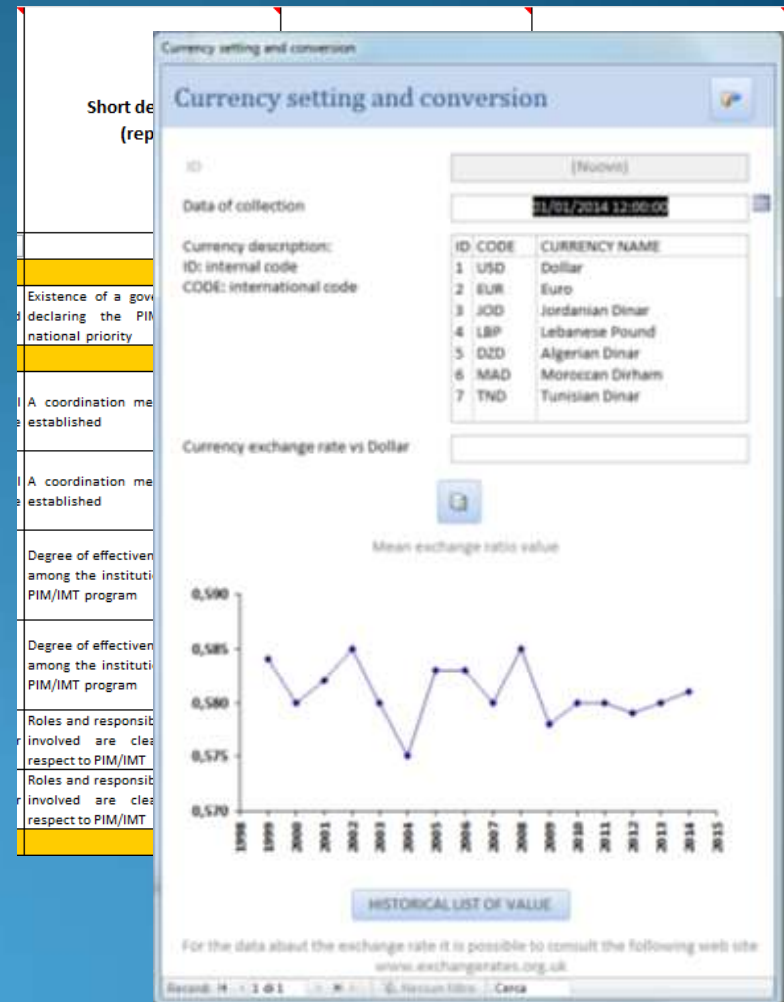 Short de
(rep
Existence of a gove
declaring the PIM
national priority
A coordination me
established
A coordination me
established
Degree of effectiven
among the instituti
PIM/IMT program
Degree of effectiven
among the instituti
PIM/IMT program
Roles and responsib
involved are clea
respect to PIM/IMT
Roles and responsib
involved are clea
respect to PIM/IMT
Currency setting and conversion
Currency setting and conversion
ID (Nuovo)
Data of collection 01/01/2014 12:00:00
Currency description:
ID: internal code
CODE: international code
ID CODE CURRENCY NAME
1 USD Dollar
2 EUR Euro
3 JOD Jordanian Dinar
4 LBP Lebanese Pound
5 DZD Algerian Dinar
6 MAD Moroccan Dirham
7 TND Tunisian Dinar
Currency exchange rate vs Dollar
Mean exchange ratio value
0,590
0,585
0,580
0,575
0,570
1998 1999 2000 2001 2002 2003 2004 2005 2006 2007 2008 2009 2010 2011 2012 2013 2014 2015
HISTORICAL LIST OF VALUE
For the data abaut the exchange rate it is possible to consult the following web site
www.exchangerates.org.uk
Record: 1 di 1 Nessun filtro Cerca